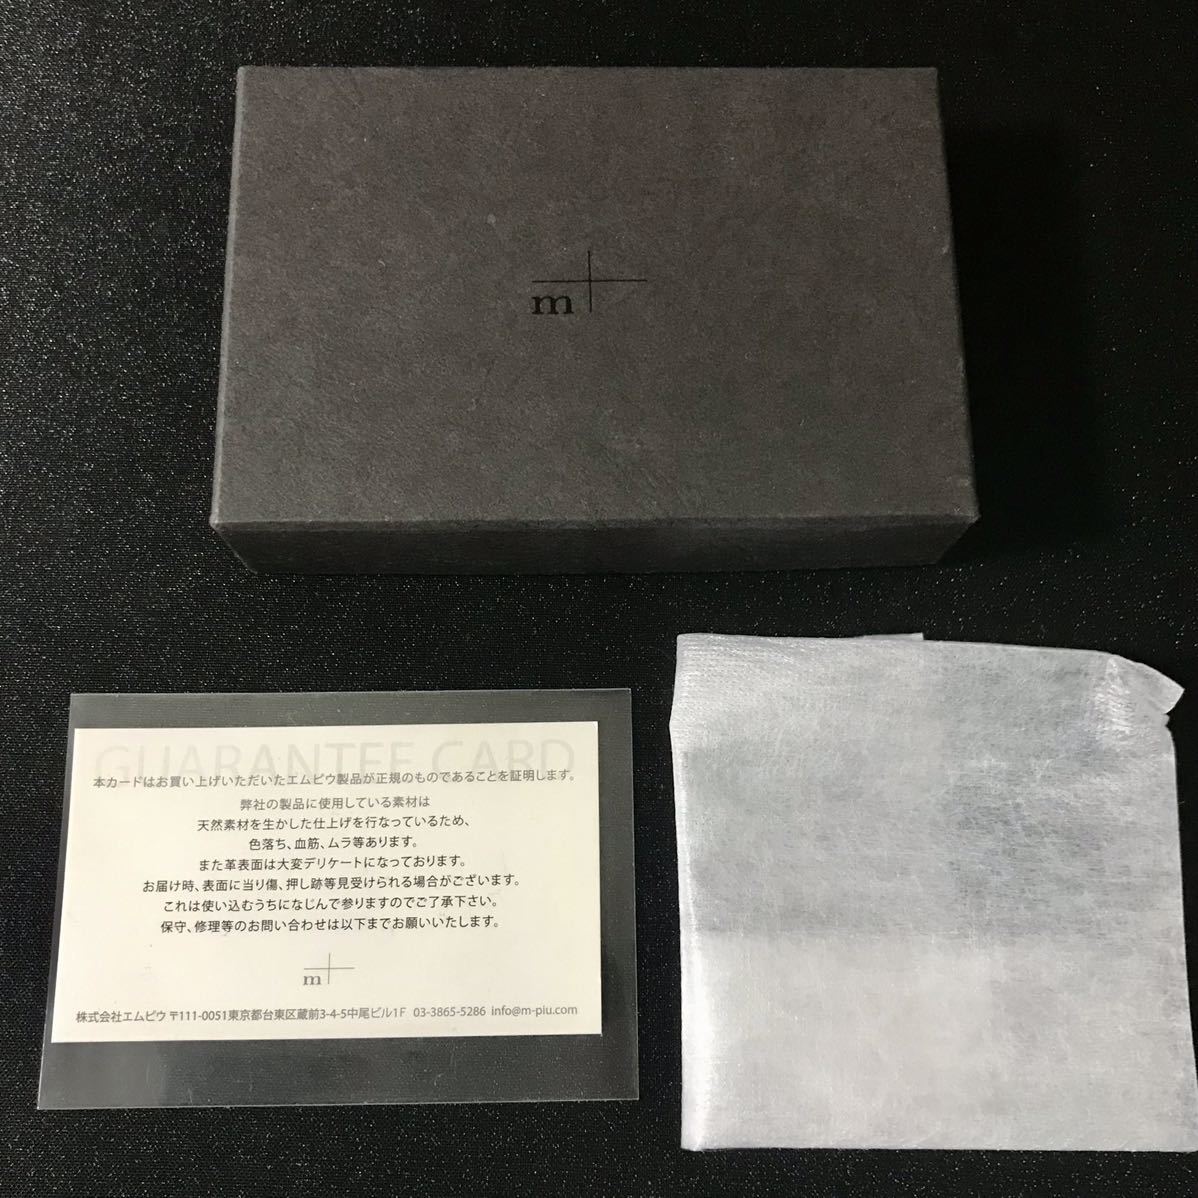 m+
GUARANTEE CARD
本カードはお買い上げいただいたエムピウ製品が正規のものであることを証明します。
弊社の製品に使用している素材は
天然素材を生かした仕上げを行なっているため、
色落ち、血筋、ムラ等あります。
また革表面は大変デリケートになっております。
お届け時、表面に当り傷、押し跡等見受けられる場合がございます。
これは使い込むうちになじんで参りますのでご了承下さい。
保守、修理等のお問い合わせは以下までお願いいたします。
m+
株式会社エムピウ 〒111-0051東京都台東区蔵前3-4-5中尾ビル1F 03-3865-5286 info@m-piu.com